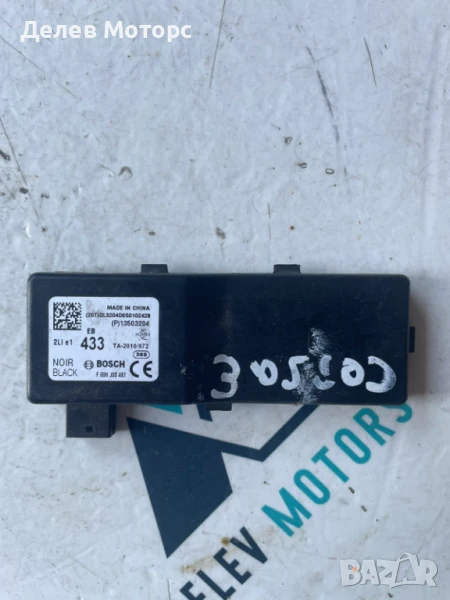 Делев Моторс
MADE IN CHINA
(P)13503204
EB
2Li e1 433 TA-2010/972
NOIR
BLACK
BOSCH
Corsa E
ELEV MOTORS
BAZAR